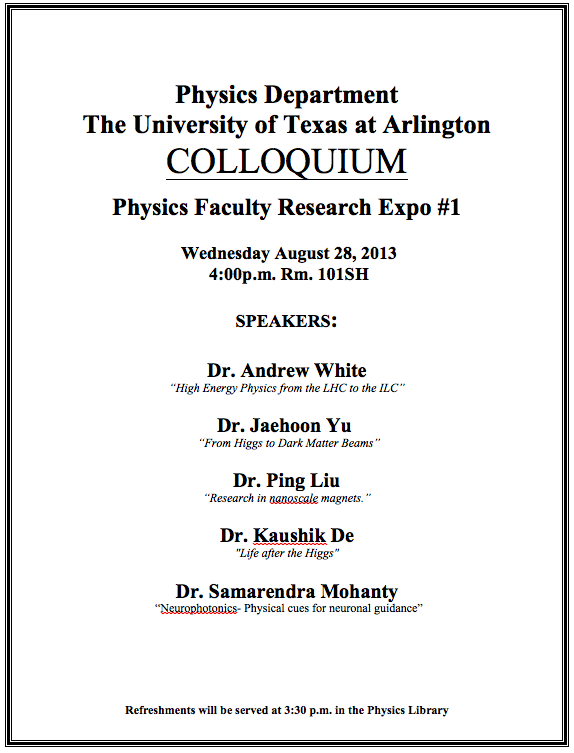 Physics Department
The University of Texas at Arlington
COLLOQUIUM
Physics Faculty Research Expo #1
Wednesday August 28, 2013
4:00p.m. Rm. 101SH
SPEAKERS:
Dr. Andrew White
“High Energy Physics from the LHC to the ILC”
Dr. Jaehoon Yu
“From Higgs to Dark Matter Beams”
Dr. Ping Liu
“Research in nanoscale magnets.”
Dr. Kaushik De
"Life after the Higgs"
Dr. Samarendra Mohanty
“Neurophotonics- Physical cues for neuronal guidance”
Refreshments will be served at 3:30 p.m. in the Physics Library